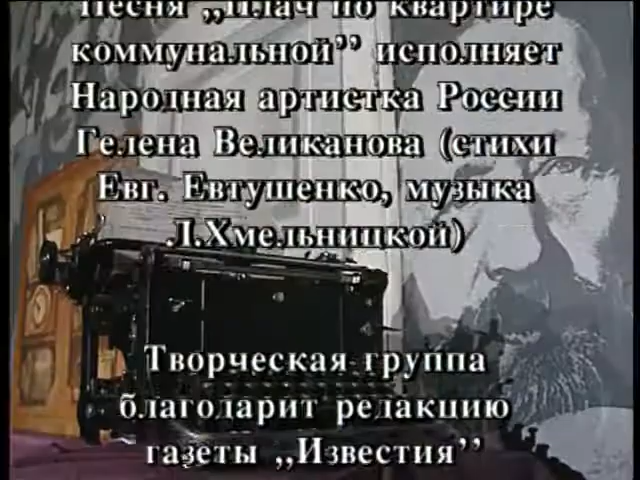 Песня ,,Плач по квартире
коммунальной’’ исполняет
Народная артистка России
Гелена Великанова (стихи
Евг. Евтушенко, музыка
Л.Хмельницкой)
Творческая группа
благодарит редакцию
газеты ,,Известия’’